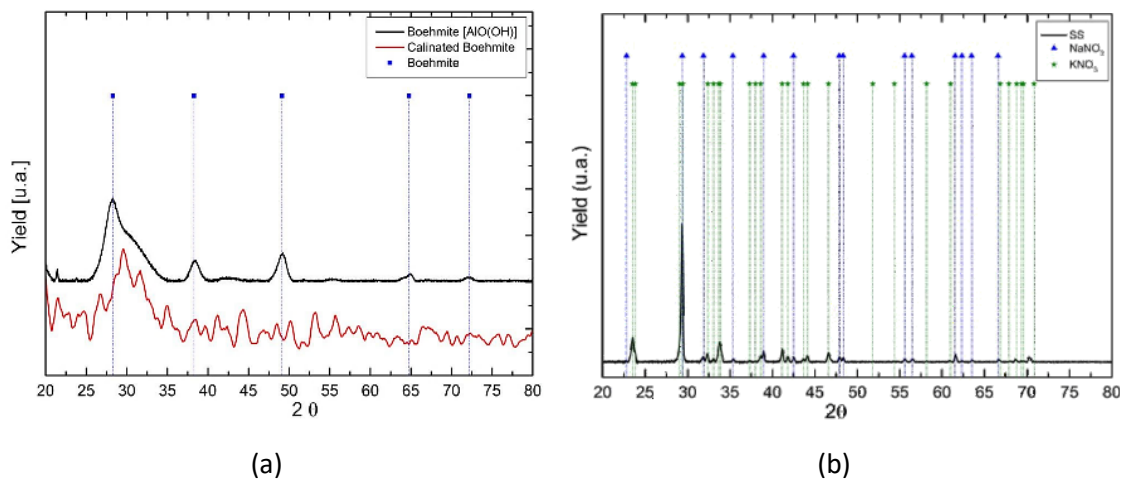 Boehmite [AlO(OH)]
Calinated Boehmite
Boehmite
Yield [u.a.]
20 25 30 35 40 45 50 55 60 65 70 75 80
2 θ
(a)
SS
NaNO3
KNO3
Yield (u.a.)
20 25 30 35 40 45 50 55 60 65 70 75 80
2θ
(b)